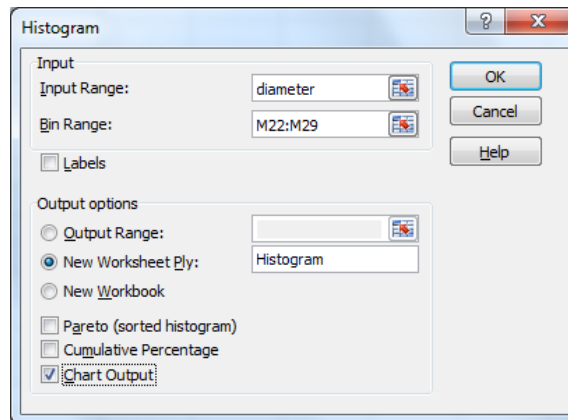 Histogram
Input
Input Range: diameter
Bin Range: M22:M29
Labels
OK
Cancel
Help
Output options
Output Range:
New Worksheet Ply: Histogram
New Workbook
Pareto (sorted histogram)
Cumulative Percentage
Chart Output